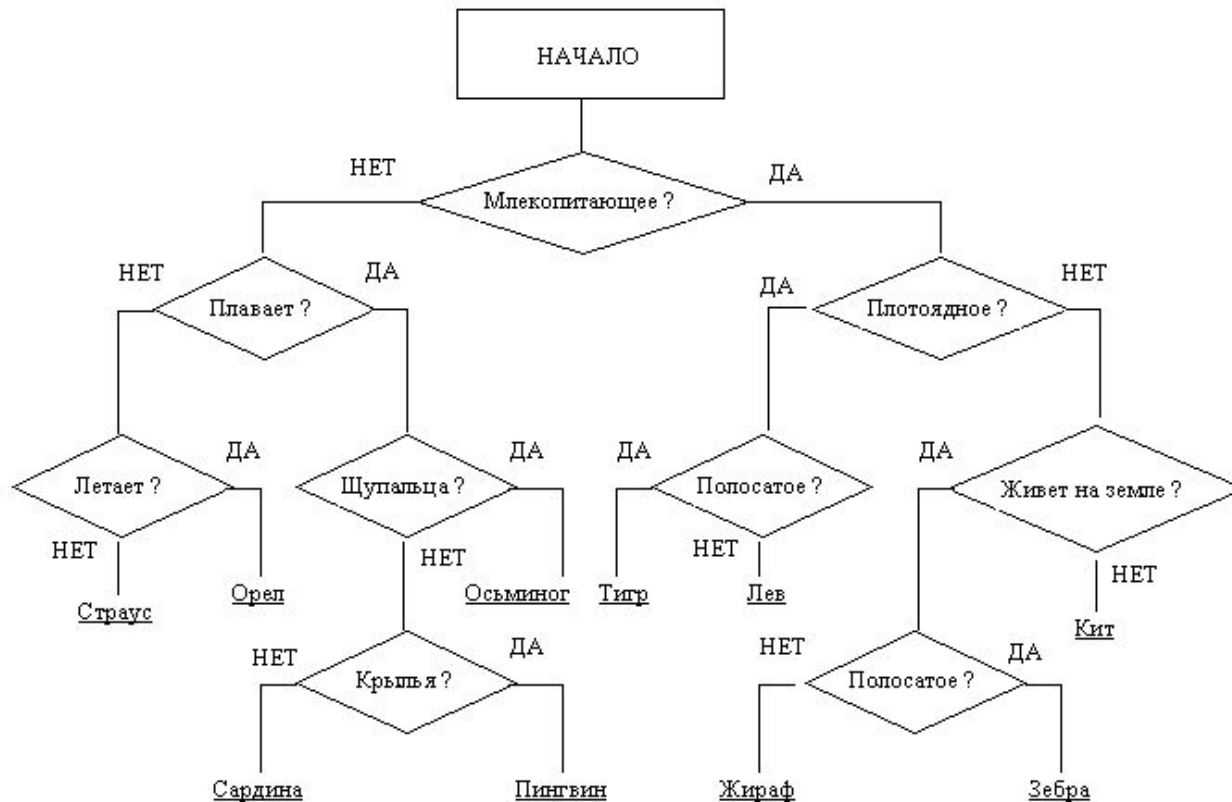 НАЧАЛО
НЕТ
ДА
Млекопитающее ?
НЕТ
ДА
ДА
НЕТ
Плавает ?
Плотоядное ?
ДА
ДА
ДА
ДА
Летает ?
Щупальца ?
Полосатое ?
Живет на земле ?
НЕТ
НЕТ
НЕТ
НЕТ
Страус
Орел
Осьминог
Тигр
Лев
Кит
НЕТ
ДА
НЕТ
ДА
Крылья ?
Полосатое ?
Сардина
Пингвин
Жираф
Зебра